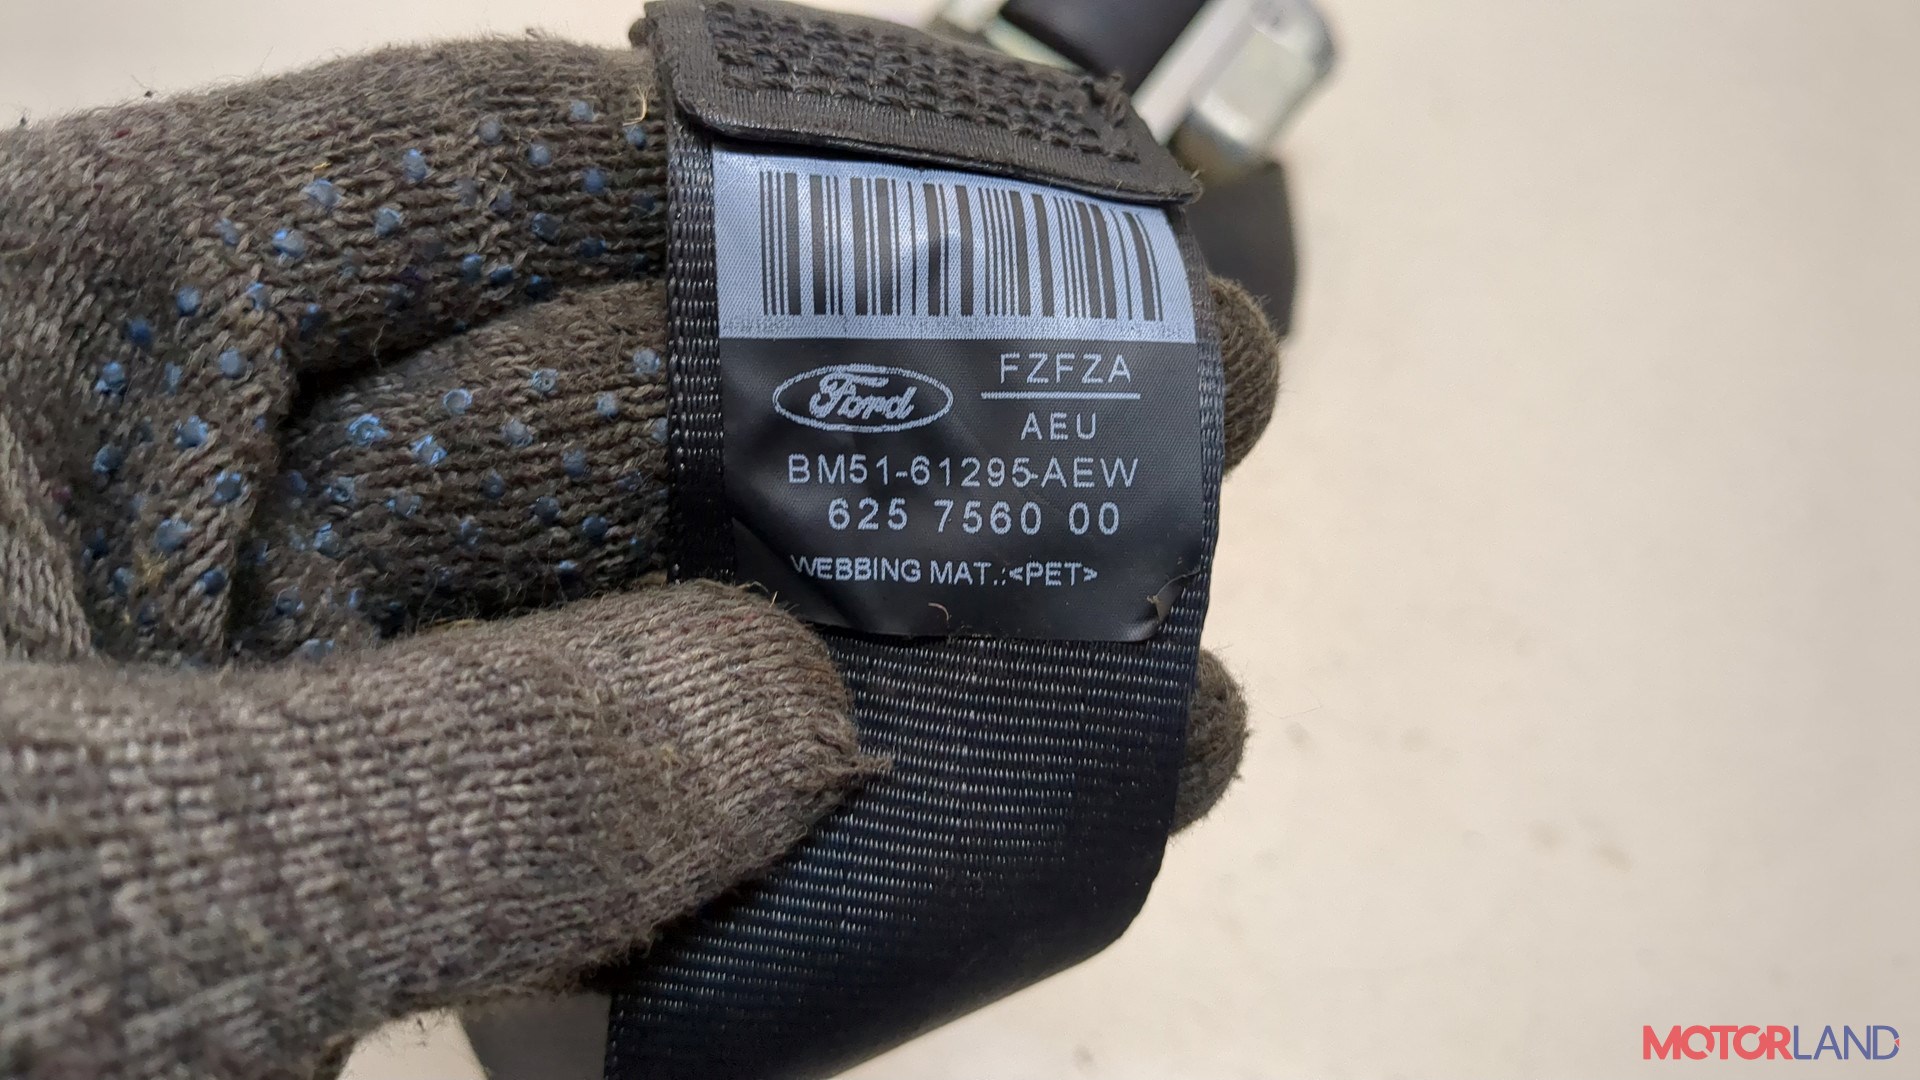 Ford
FZFZA
AEU
BM51-61295-AEW
625 7560 00
WEBBING MAT.:<PET>
MOTORLAND